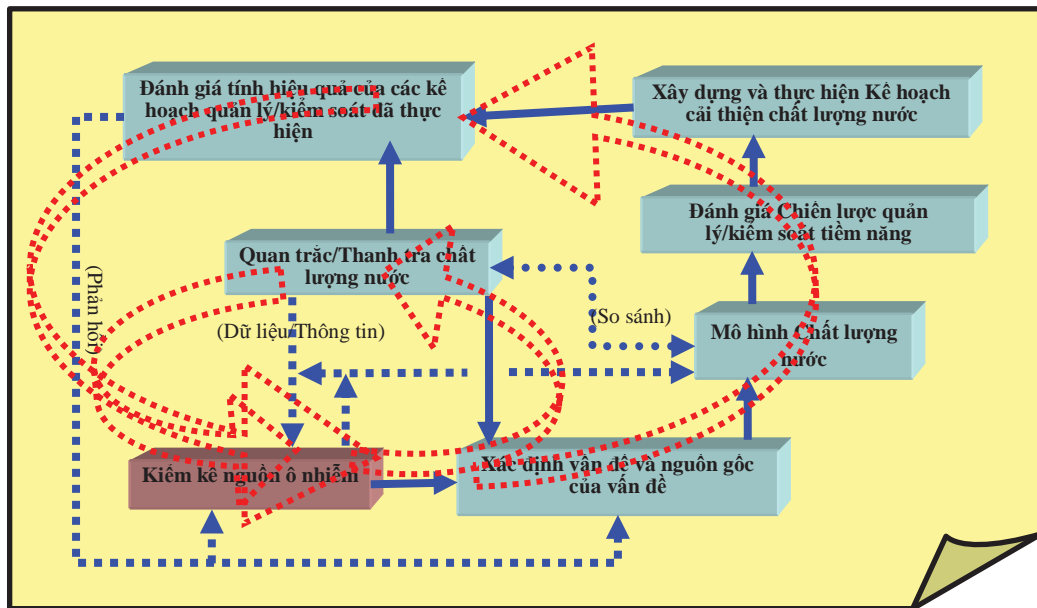 Đánh giá tính hiệu quả của các kế
hoạch quản lý/kiểm soát đã thực
hiện
Xây dựng và thực hiện Kế hoạch
cải thiện chất lượng nước
Đánh giá Chiến lược quản
lý/kiểm soát tiềm năng
Quan trắc/Thanh tra chất
lượng nước
(Phản hồi)
(Dữ liệu/Thông tin)
(So sánh)
Mô hình Chất lượng
nước
Kiểm kê nguồn ô nhiễm
Xác định vấn đề và nguồn gốc
của vấn đề